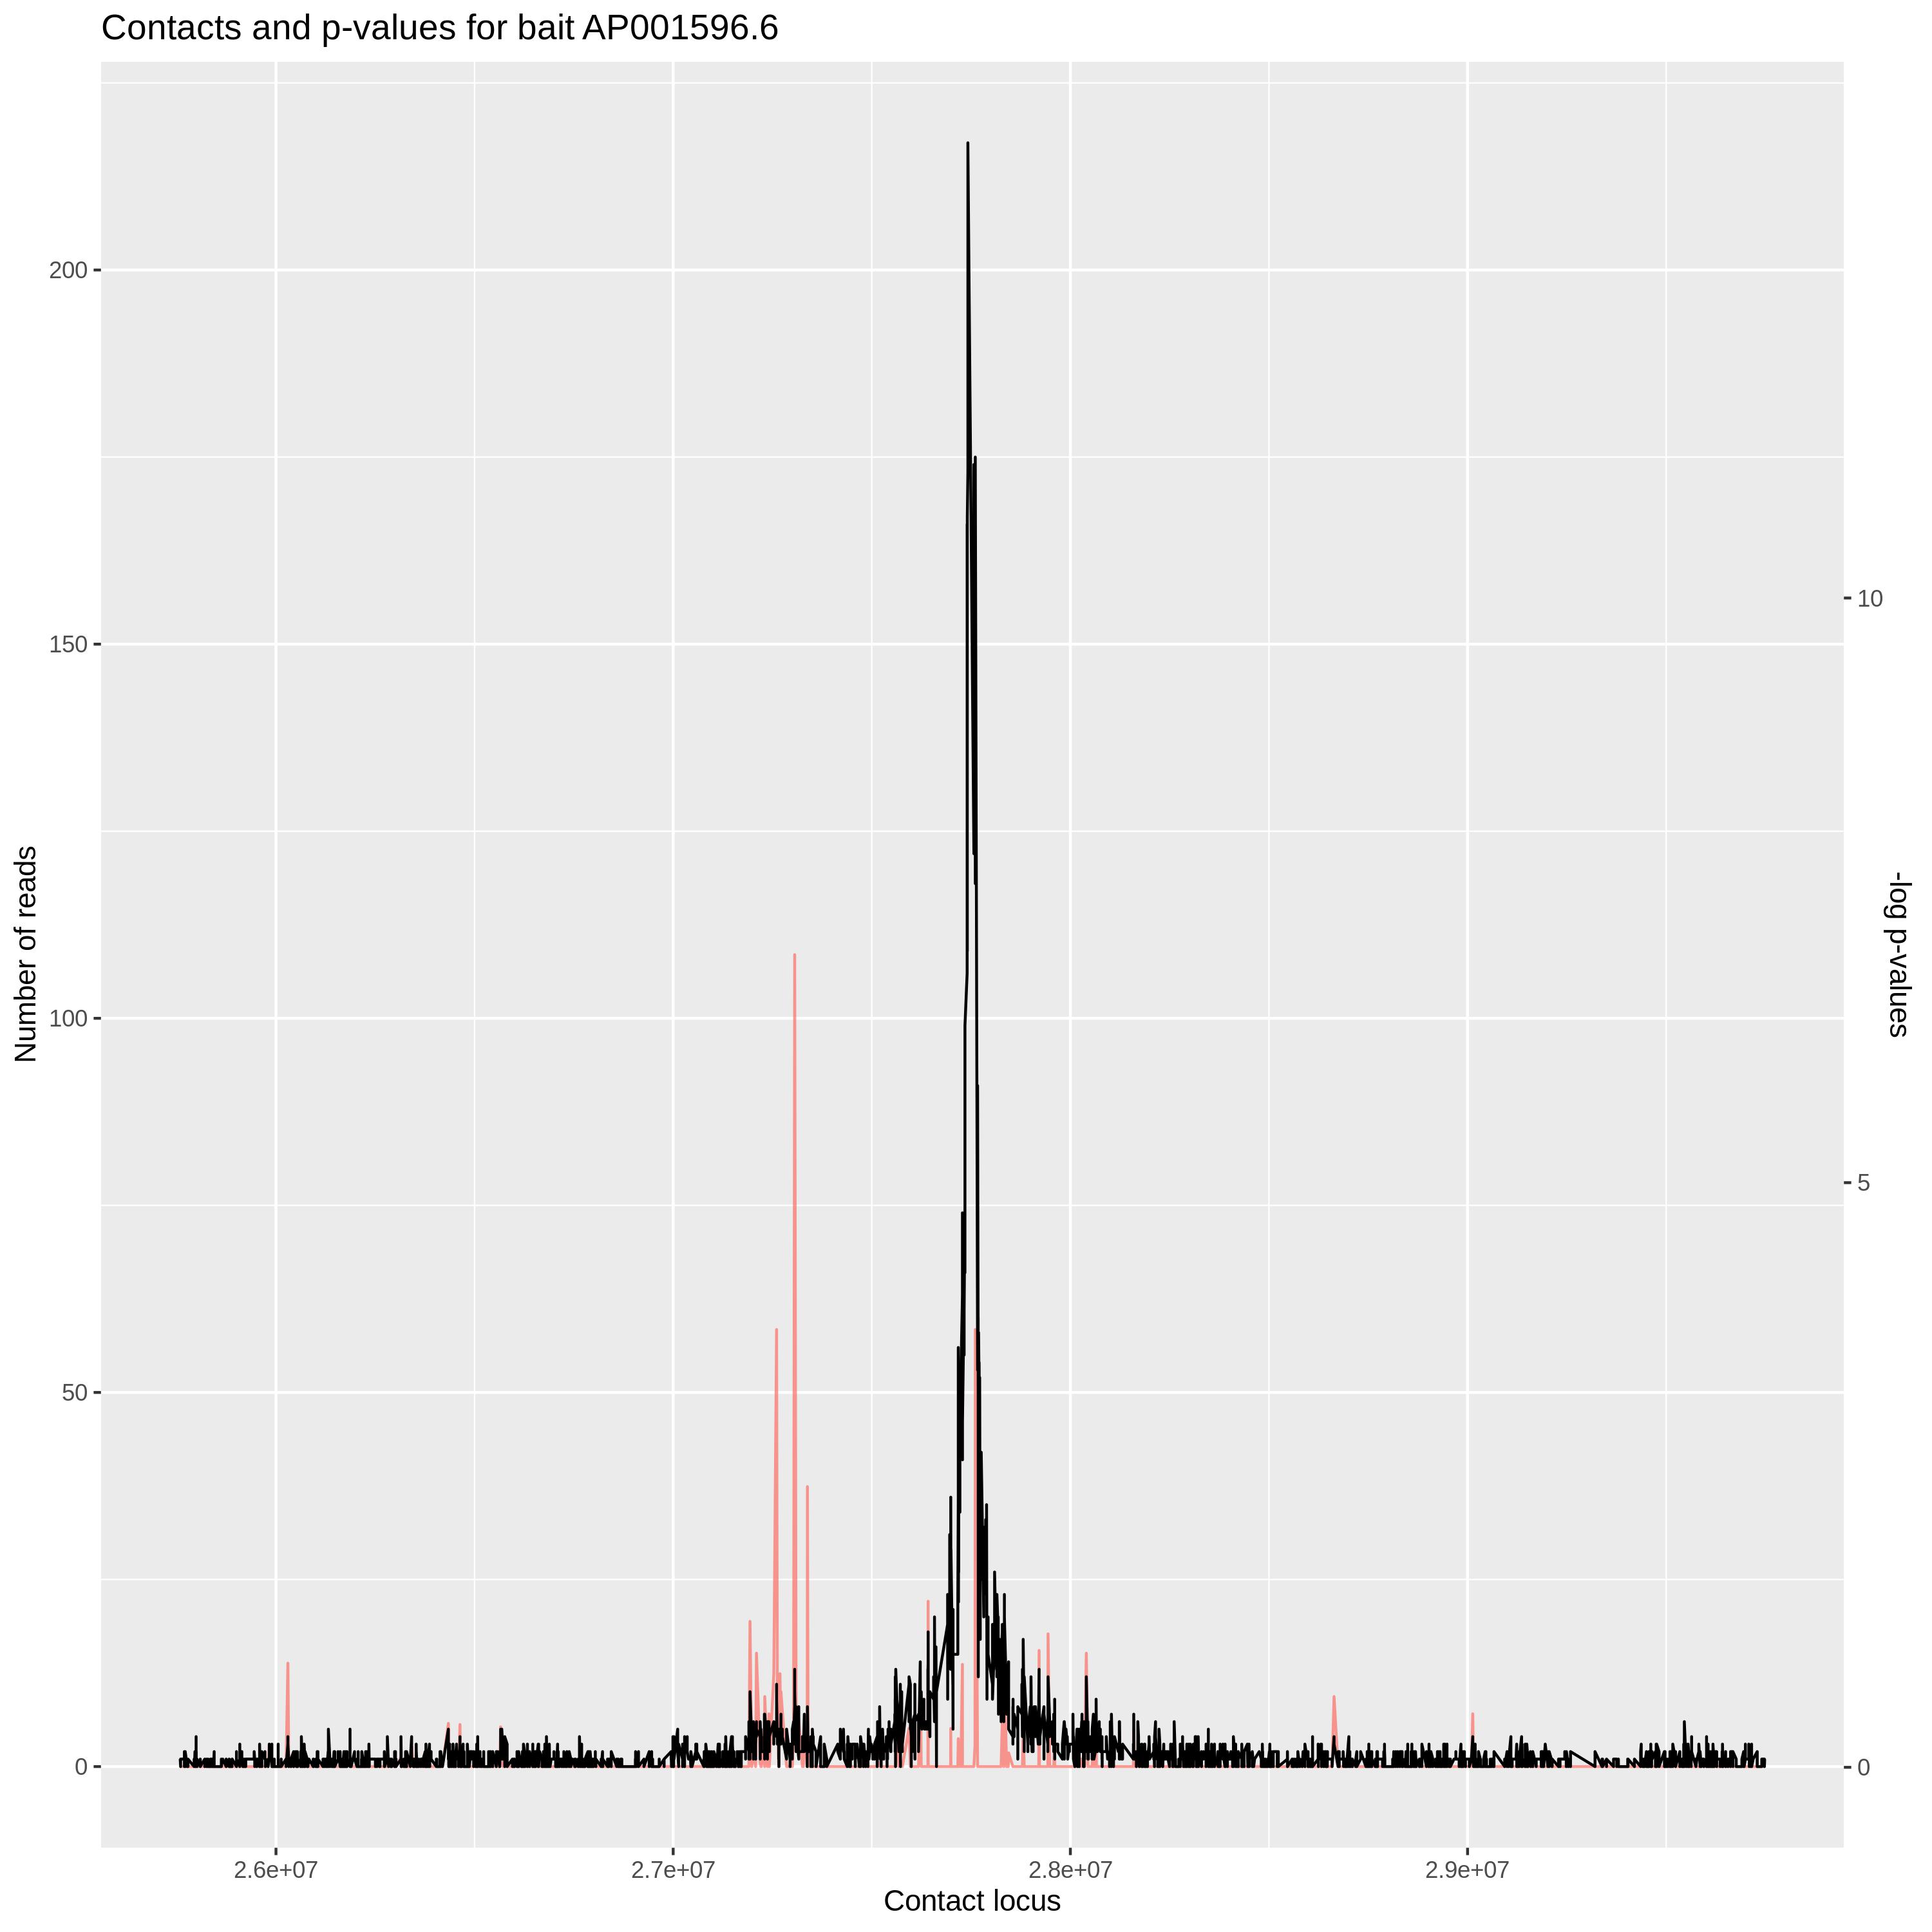 Contacts and p-values for bait AP001596.6
200
150
100
50
0
Number of reads
10
5
0
-log p-values
2.6e+07
2.7e+07
2.8e+07
2.9e+07
Contact locus